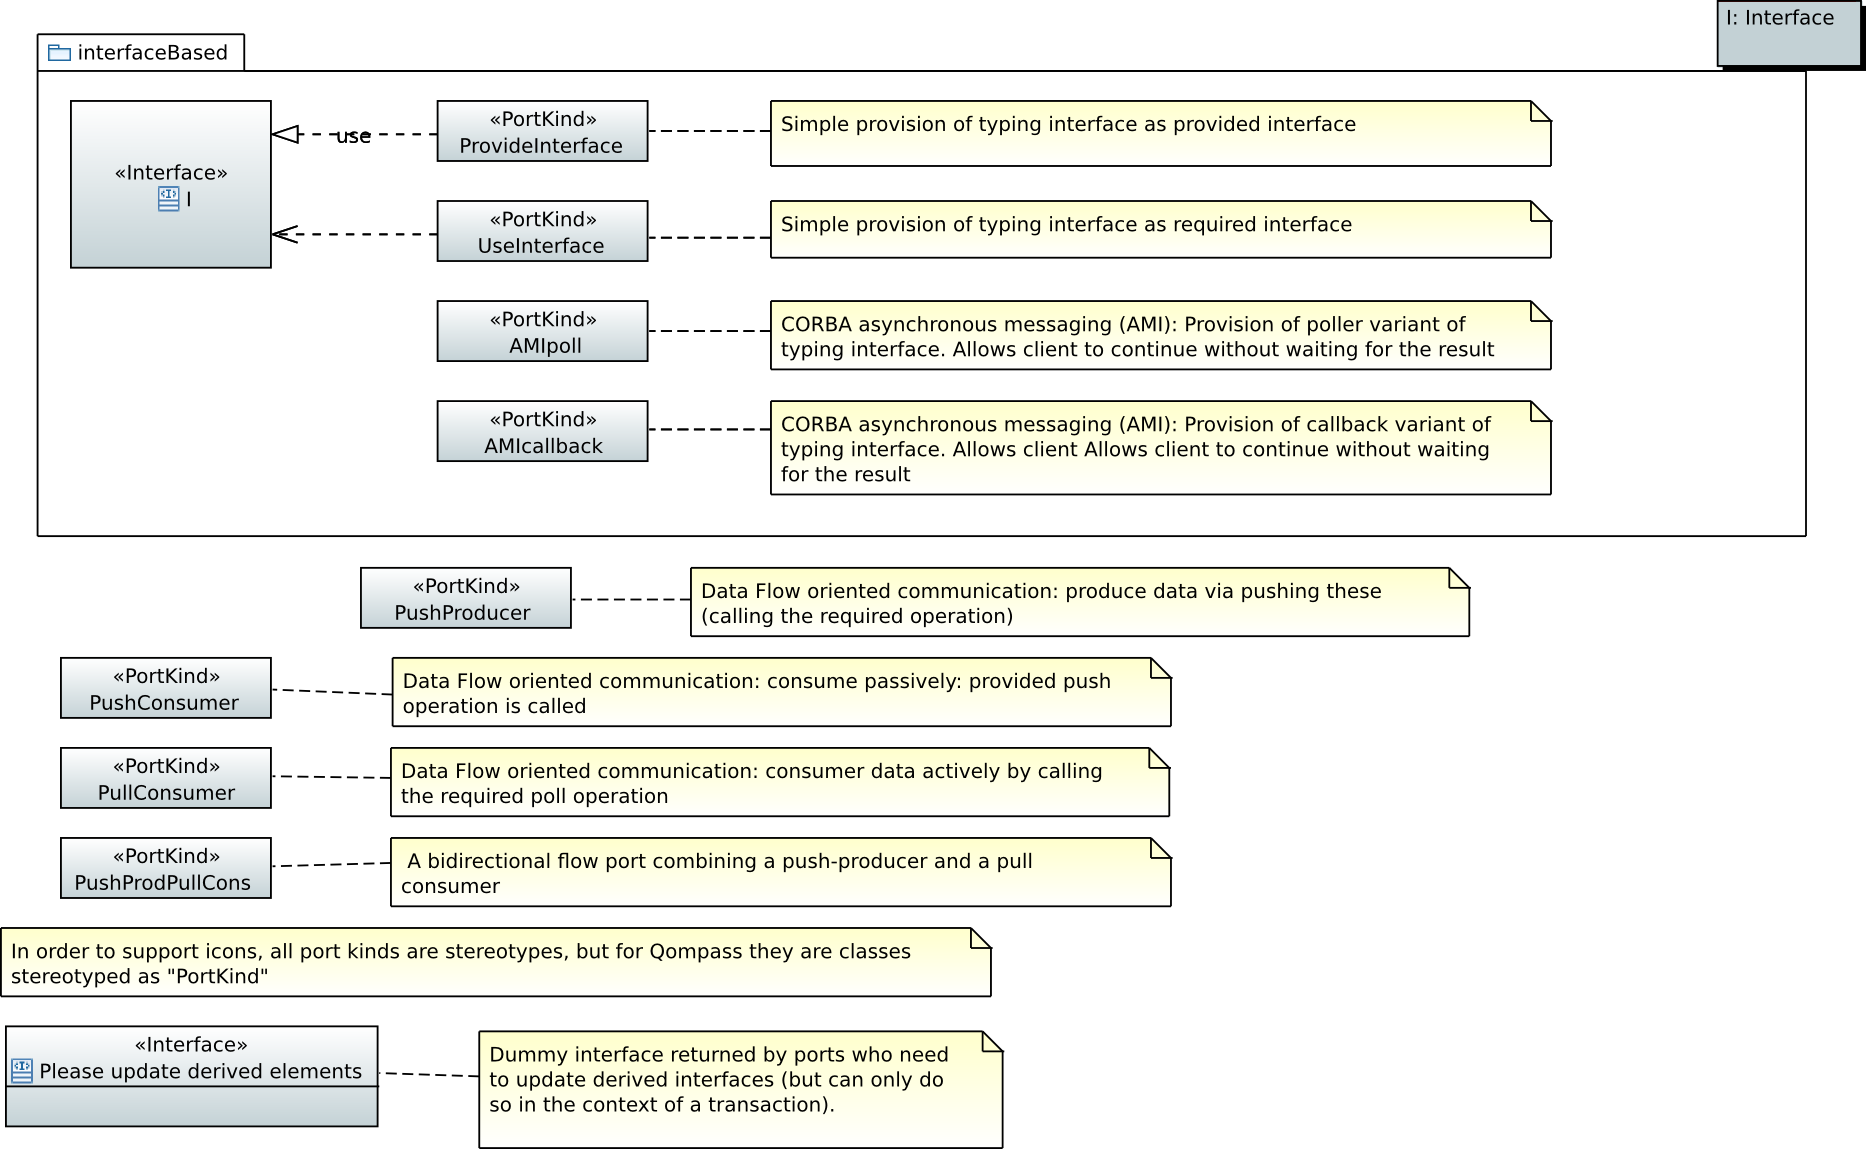 I: Interface
interfaceBased
«Interface»
I
use
«PortKind»
ProvideInterface
Simple provision of typing interface as provided interface
«PortKind»
UseInterface
Simple provision of typing interface as required interface
«PortKind»
AMIpoll
CORBA asynchronous messaging (AMI): Provision of poller variant of
typing interface. Allows client to continue without waiting for the result
«PortKind»
AMIcallback
CORBA asynchronous messaging (AMI): Provision of callback variant of
typing interface. Allows client Allows client to continue without waiting
for the result
«PortKind»
PushProducer
Data Flow oriented communication: produce data via pushing these
(calling the required operation)
«PortKind»
PushConsumer
Data Flow oriented communication: consume passively: provided push
operation is called
«PortKind»
PullConsumer
Data Flow oriented communication: consumer data actively by calling
the required poll operation
«PortKind»
PushProdPullCons
A bidirectional flow port combining a push-producer and a pull
consumer
In order to support icons, all port kinds are stereotypes, but for Qompass they are classes
stereotyped as "PortKind"
«Interface»
Please update derived elements
Dummy interface returned by ports who need
to update derived interfaces (but can only do
so in the context of a transaction).